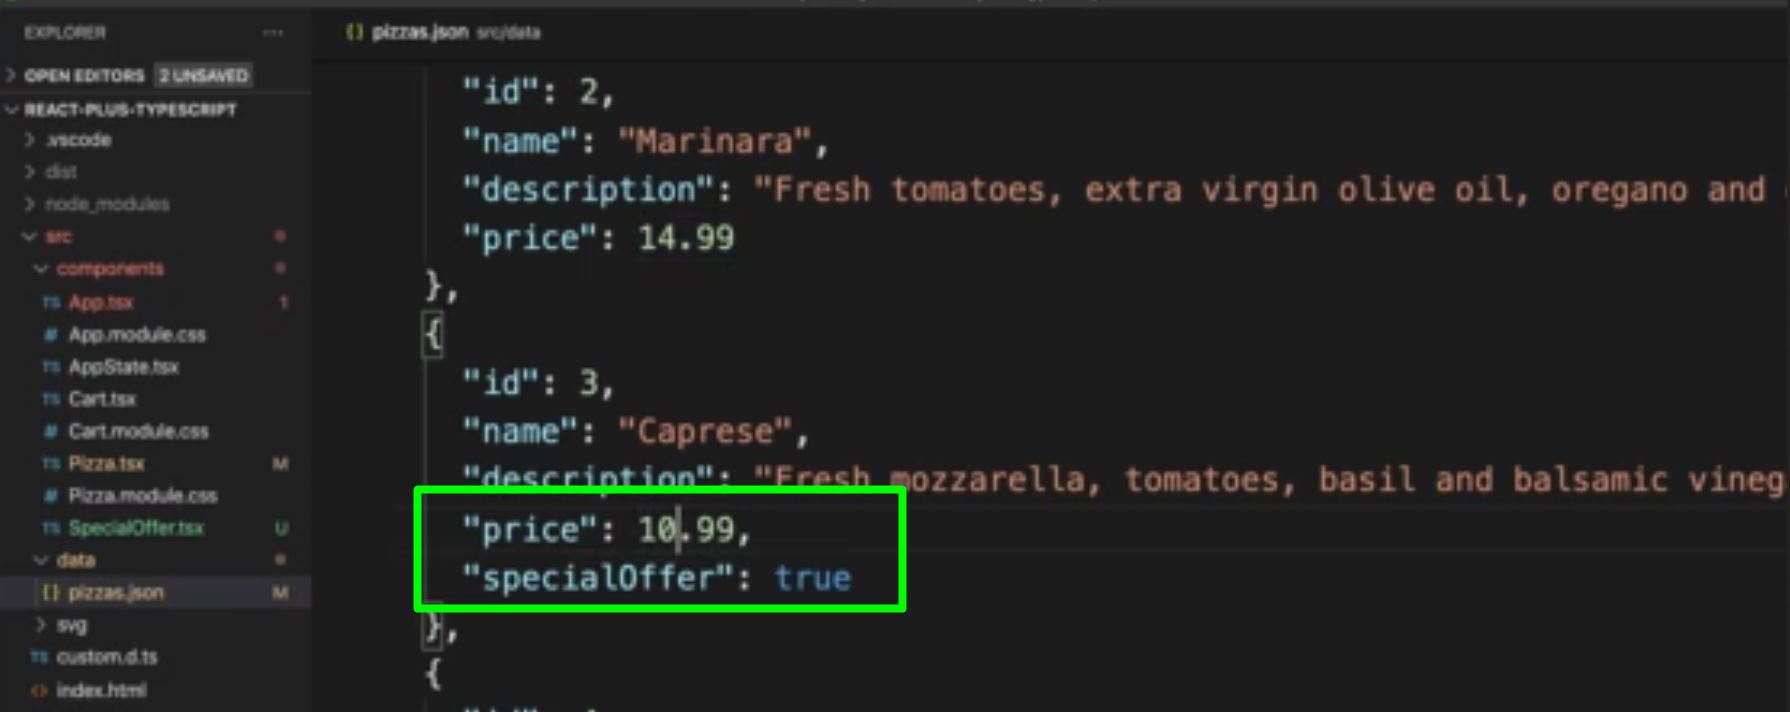 EXPLORER
{} pizzas.json src/data
OPEN EDITORS 2 UNSAVED
REACT-PLUS-TYPESCRIPT
.vscode
dist
node_modules
src
components
TS App.tsx 1
# App.module.css
TS AppState.tsx
TS Cart.tsx
# Cart.module.css
TS Pizza.tsx M
# Pizza.module.css
TS SpecialOffer.tsx U
data
{} pizzas.json M
svg
TS custom.d.ts
<> index.html
"id": 2,
"name": "Marinara",
"description": "Fresh tomatoes, extra virgin olive oil, oregano and
"price": 14.99
},
{
"id": 3,
"name": "Caprese",
"description": "Fresh mozzarella, tomatoes, basil and balsamic vineg
"price": 10.99,
"specialOffer": true
},
{